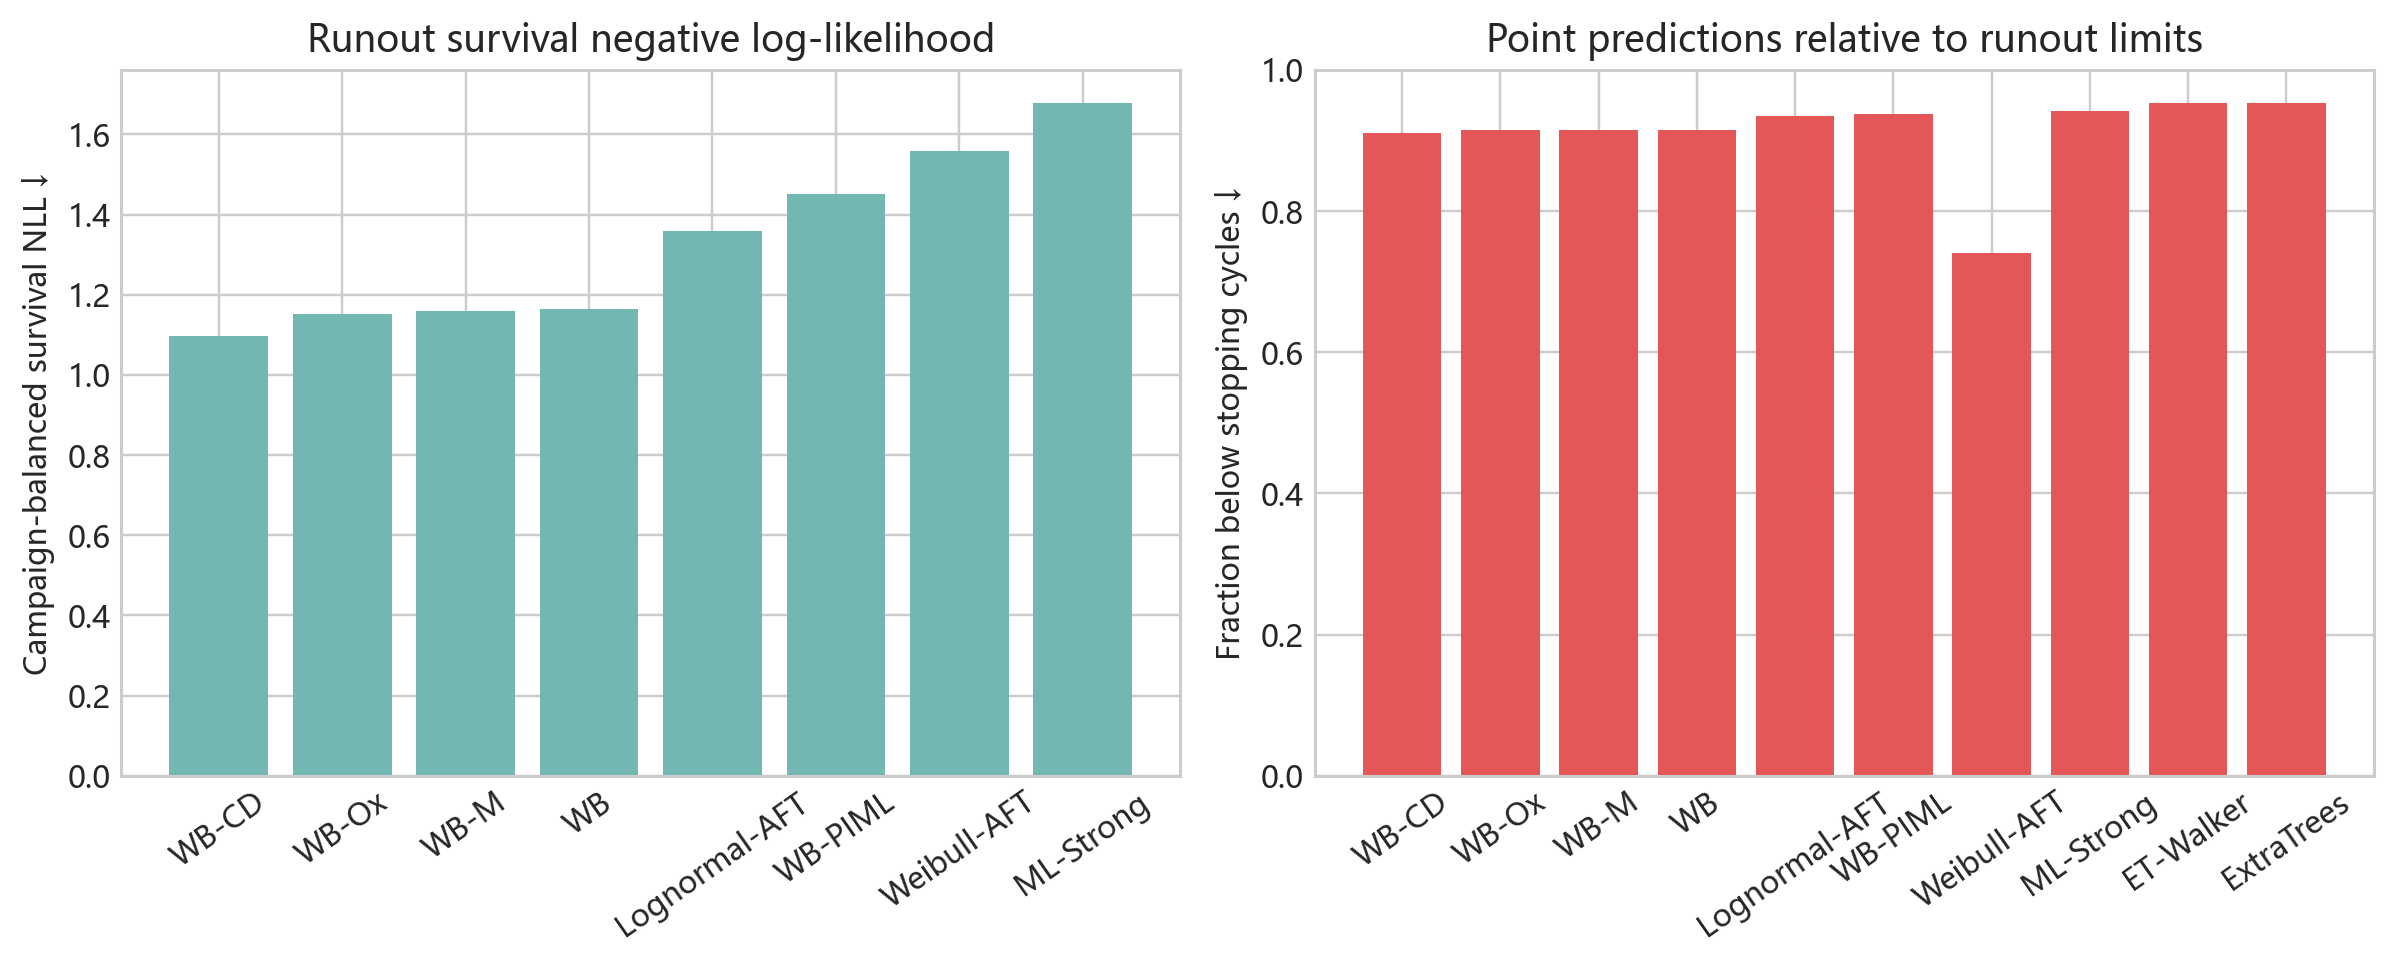 Runout survival negative log-likelihood
Campaign-balanced survival NLL ↓
1.6
1.4
1.2
1.0
0.8
0.6
0.4
0.2
0.0
WB-CD
WB-Ox
WB-M
WB
Lognormal-AFT
WB-PIML
Weibull-AFT
ML-Strong
Point predictions relative to runout limits
Fraction below stopping cycles ↓
1.0
0.8
0.6
0.4
0.2
0.0
WB-CD
WB-Ox
WB-M
WB
Lognormal-AFT
WB-PIML
Weibull-AFT
ML-Strong
ET-Walker
ExtraTrees